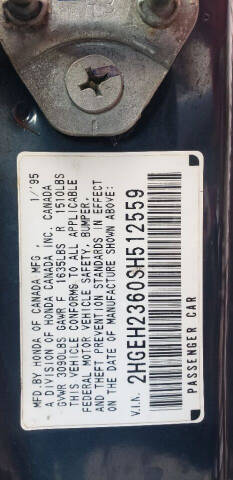 MFD.BY HONDA OF CANADA MFG., 1/'95
A DIVISION OF HONDA CANADA INC. CANADA
GVWR 3090LBS GAWR F 1635LBS R 1510LBS
THIS VEHICLE CONFORMS TO ALL APPLICABLE
FEDERAL MOTOR VEHICLE SAFETY, BUMPER,
AND THEFT PREVENTION STANDARDS IN EFFECT
ON THE DATE OF MANUFACTURE SHOWN ABOVE:
V.I.N. 2HGEH2360SH512559
PASSENGER CAR